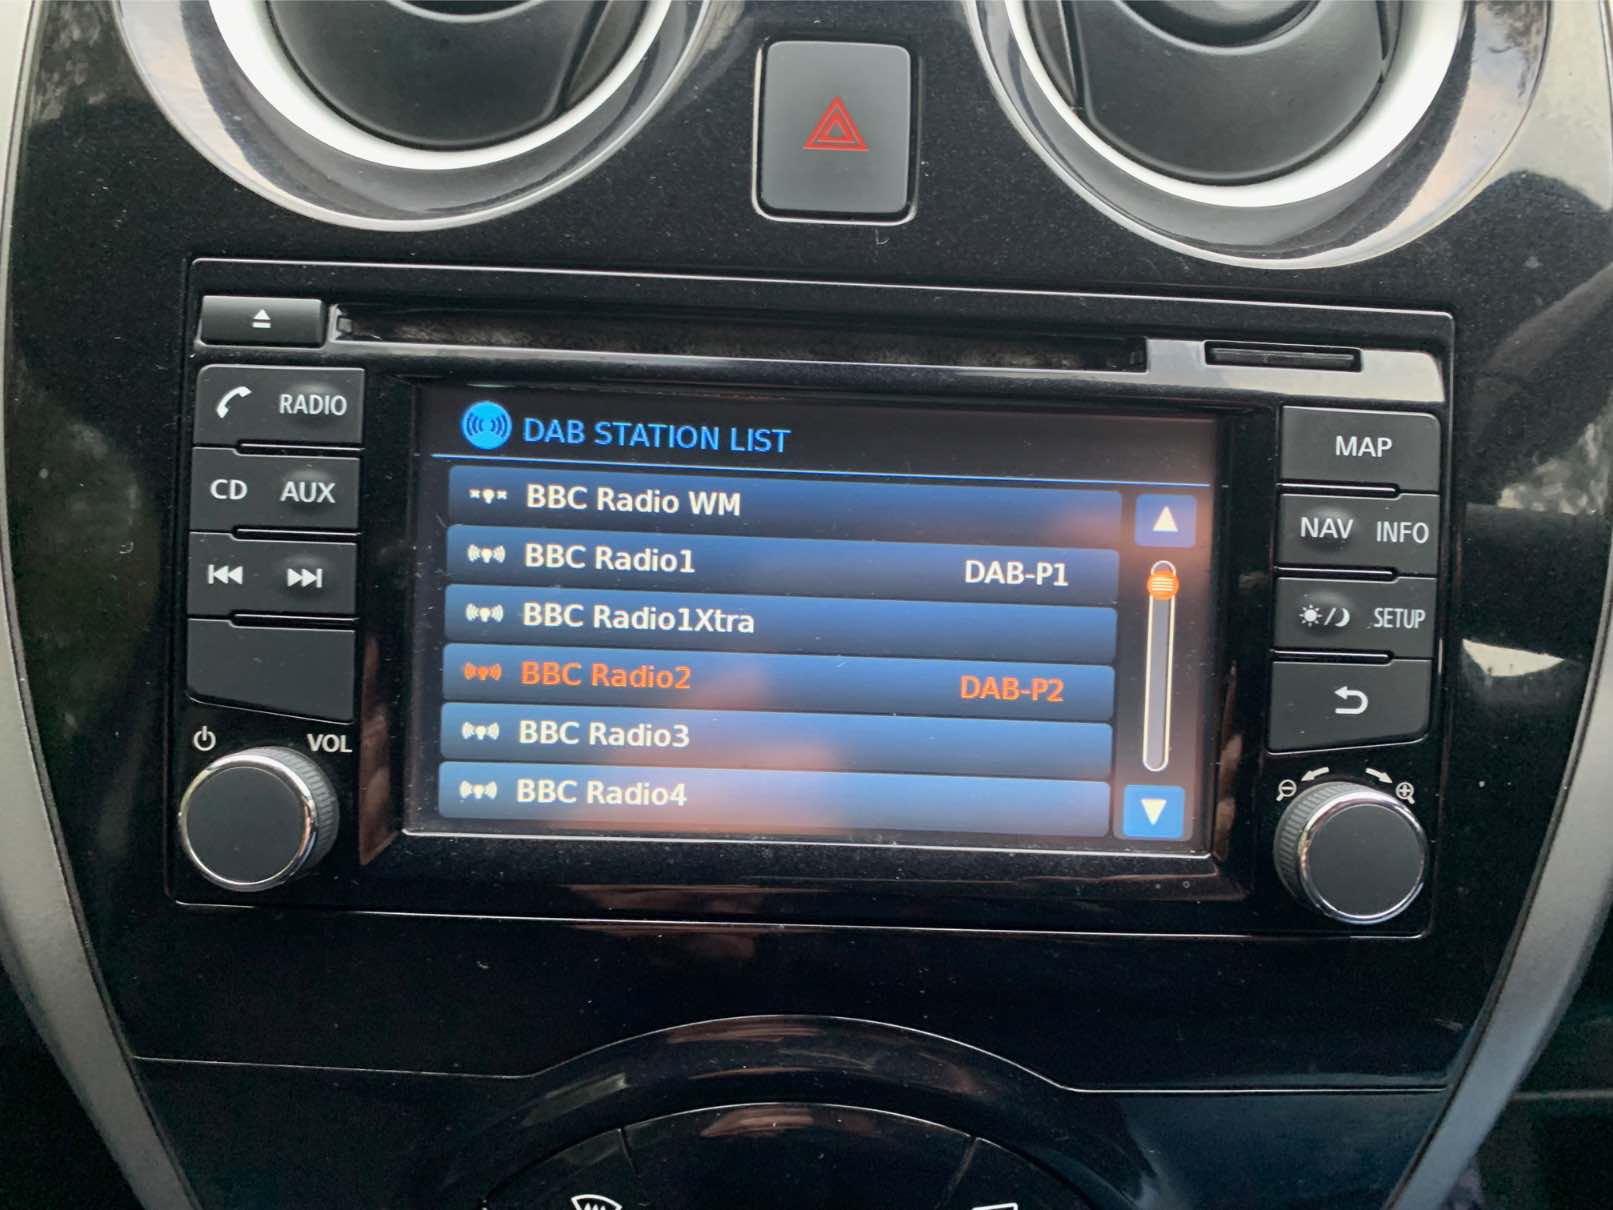 RADIO
CD AUX
VOL
DAB STATION LIST
BBC Radio WM
BBC Radio1 DAB-P1
BBC Radio1Xtra
BBC Radio2 DAB-P2
BBC Radio3
BBC Radio4
MAP
NAV INFO
SETUP